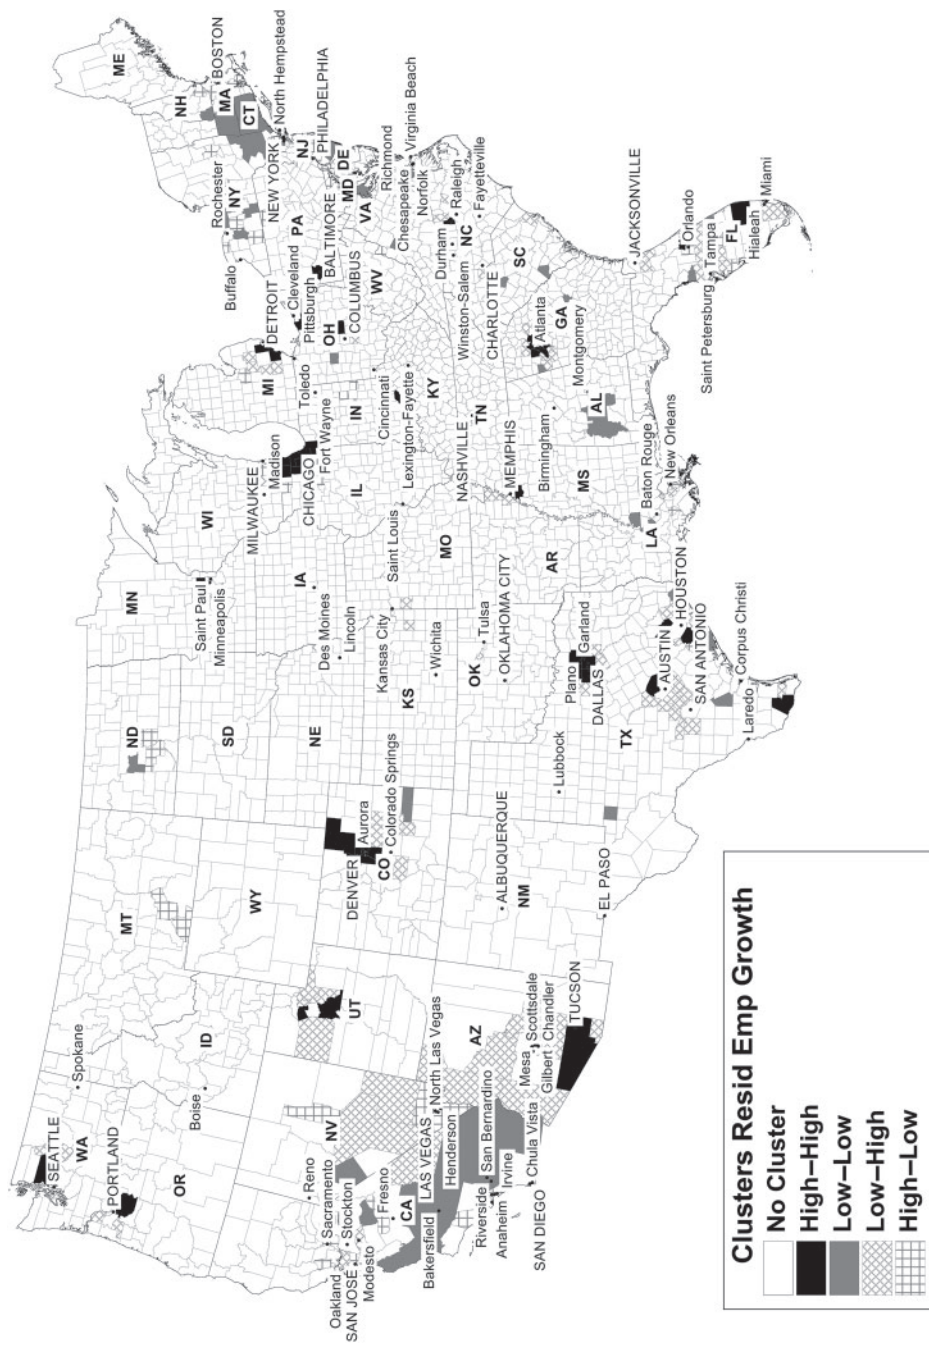 SEATTLE
WA
Spokane
PORTLAND
OR
Boise
ID
MT
ND
MN
Saint Paul
Minneapolis
WI
MILWAUKEE
Madison
MI
DETROIT
Buffalo
Rochester
NY
NH
ME
MA
BOSTON
CT
North Hempstead
NEW YORK
NJ
PHILADELPHIA
PA
Cleveland
Pittsburgh
BALTIMORE
MD
DE
Toledo
OH
COLUMBUS
WV
VA
Richmond
Chesapeake
Norfolk
Virginia Beach
SD
WY
NE
IA
Des Moines
Lincoln
CHICAGO
Fort Wayne
IL
IN
Cincinnati
Lexington-Fayette
KY
Reno
Sacramento
Stockton
Oakland
SAN JOSE
Modesto
Fresno
CA
NV
UT
DENVER
Aurora
CO
Colorado Springs
KS
Kansas City
Wichita
Saint Louis
MO
NASHVILLE
TN
Winston-Salem
Durham
Raleigh
NC
Fayetteville
CHARLOTTE
SC
Bakersfield
LAS VEGAS
North Las Vegas
Henderson
San Bernardino
Riverside
Anaheim
Irvine
SAN DIEGO
Chula Vista
AZ
Mesa
Scottsdale
Gilbert
Chandler
TUCSON
ALBUQUERQUE
NM
EL PASO
Lubbock
OK
Tulsa
OKLAHOMA CITY
AR
MEMPHIS
MS
Birmingham
AL
Montgomery
GA
Atlanta
TX
Plano
Garland
DALLAS
AUSTIN
HOUSTON
SAN ANTONIO
Laredo
Corpus Christi
LA
Baton Rouge
New Orleans
JACKSONVILLE
Orlando
Tampa
Saint Petersburg
FL
Hialeah
Miami
Clusters Resid Emp Growth
No Cluster
High–High
Low–Low
Low–High
High–Low